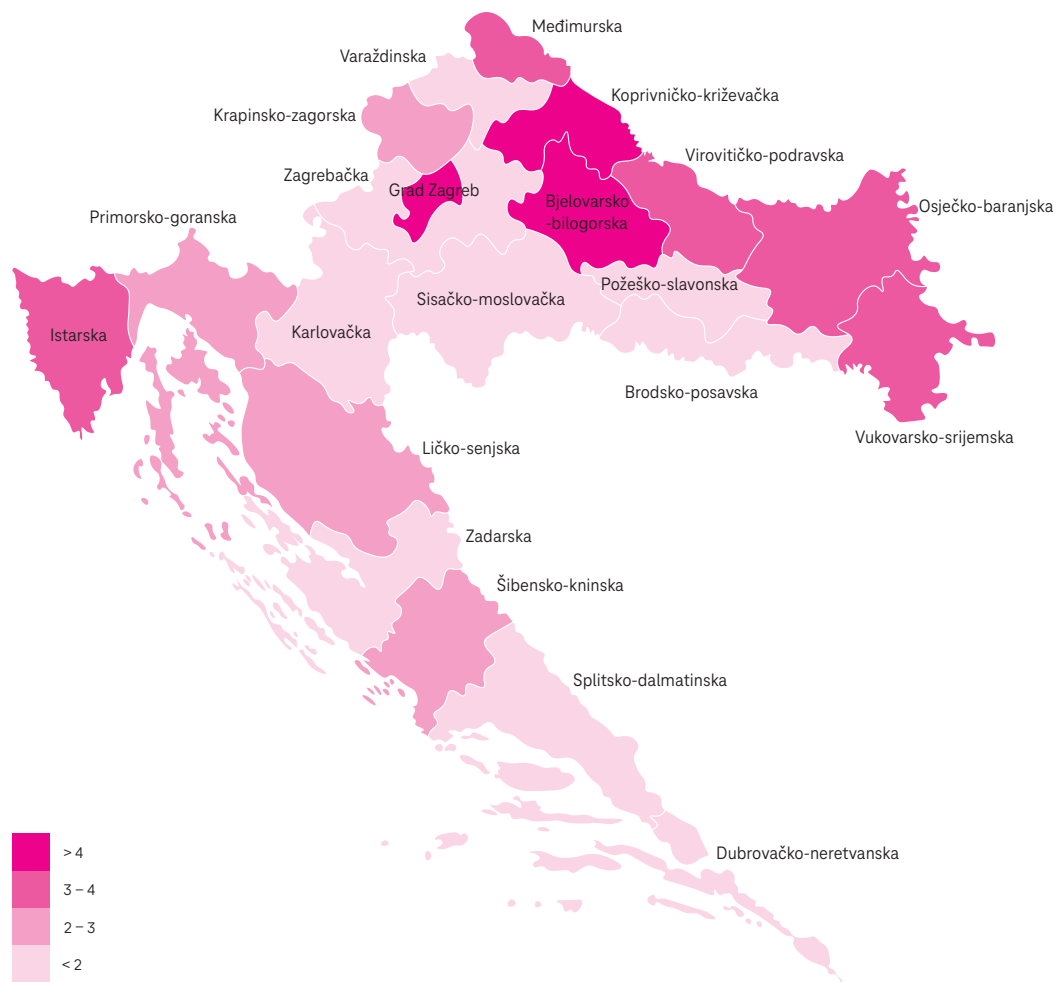 Međimurska
Varaždinska
Koprivničko-križevačka
Krapinsko-zagorska
Virovitičko-podravska
Zagrebačka
Grad Zagreb
Bjelovarsko
-bilogorska
Osječko-baranjska
Primorsko-goranska
Požeško-slavonska
Sisačko-moslovačka
Istarska
Karlovačka
Brodsko-posavska
Vukovarsko-srijemska
Ličko-senjska
Zadarska
Šibensko-kninska
Splitsko-dalmatinska
Dubrovačko-neretvanska
> 4
3 – 4
2 – 3
< 2